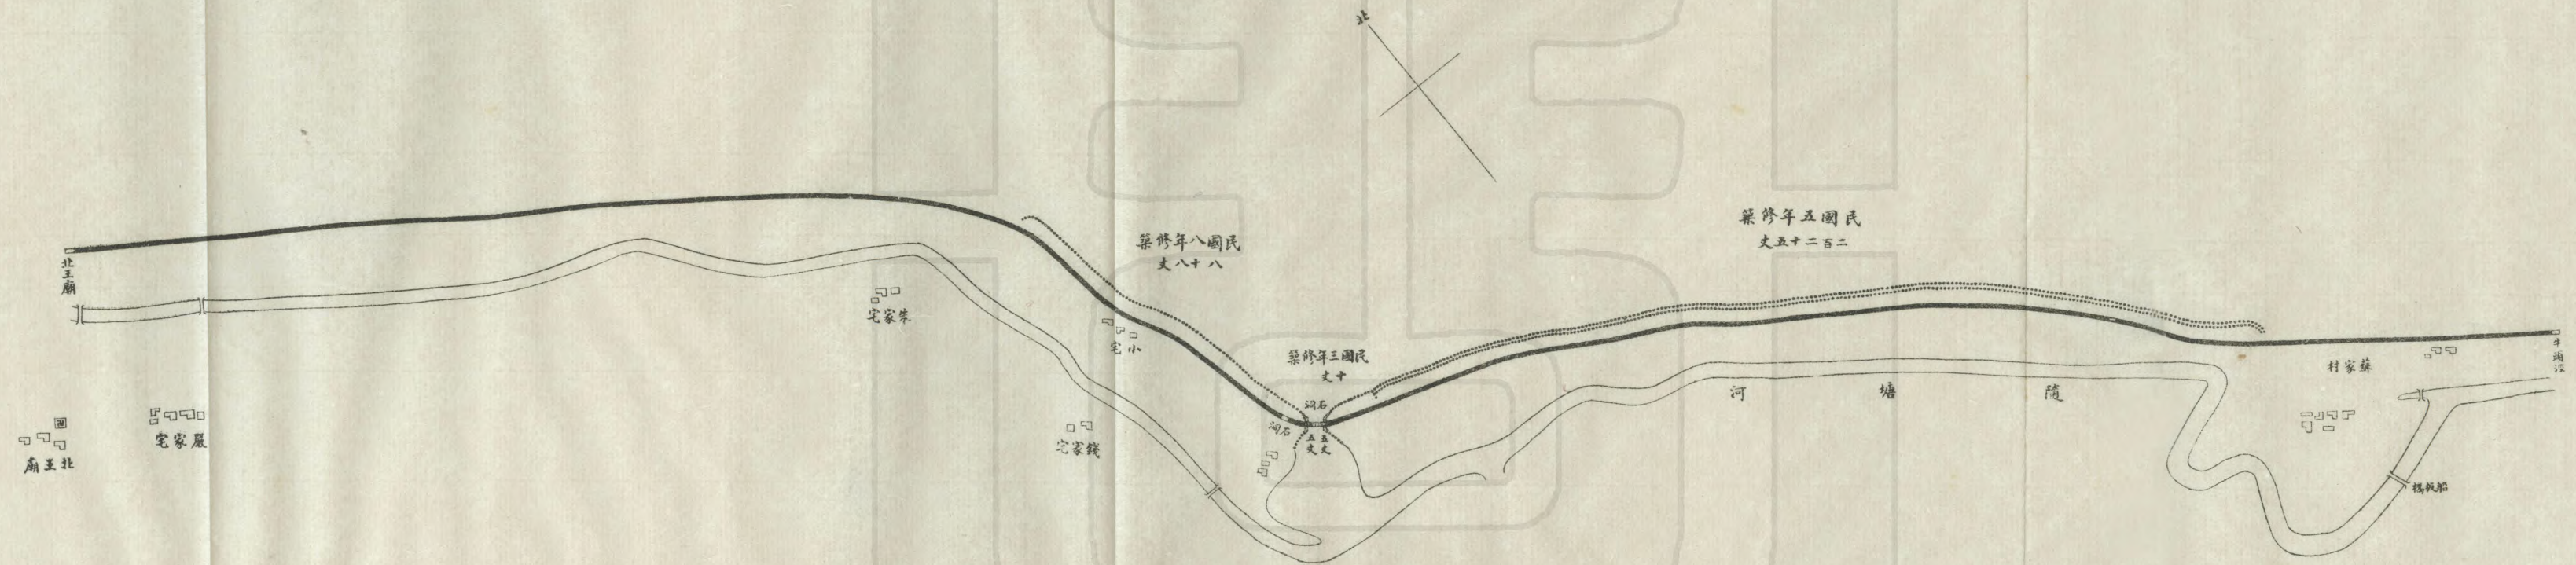 北
民國五年修築
二百二十五丈
民國八年修築
八十八丈
民國三年修築
十丈
北王廟
朱家宅
小宅
石洞
石洞
五丈
五丈
隨塘河
蘇家村
錢家宅
嚴家宅
北王廟
船舨橋